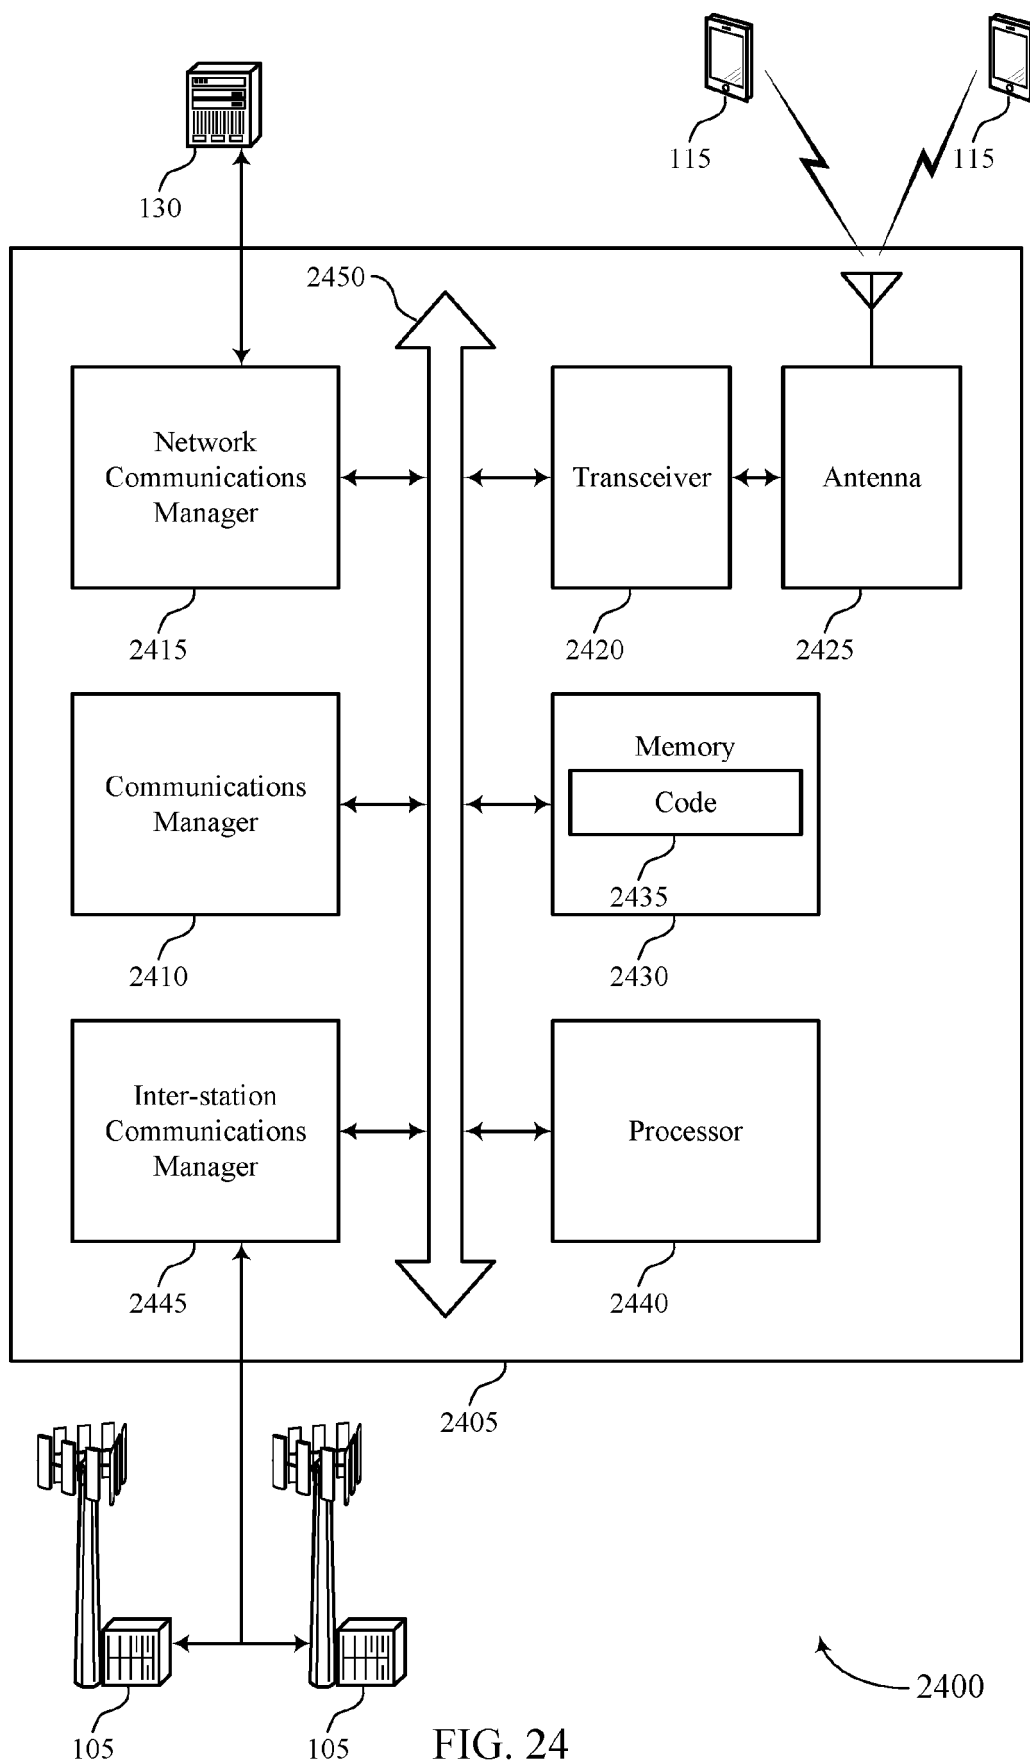 115
115
130
2450
Network
Communications
Manager
Transceiver
Antenna
2415
2420
2425
Communications
Manager
Memory
Code
2435
2410
2430
Inter-station
Communications
Manager
Processor
2445
2440
2405
2400
105
105
FIG. 24